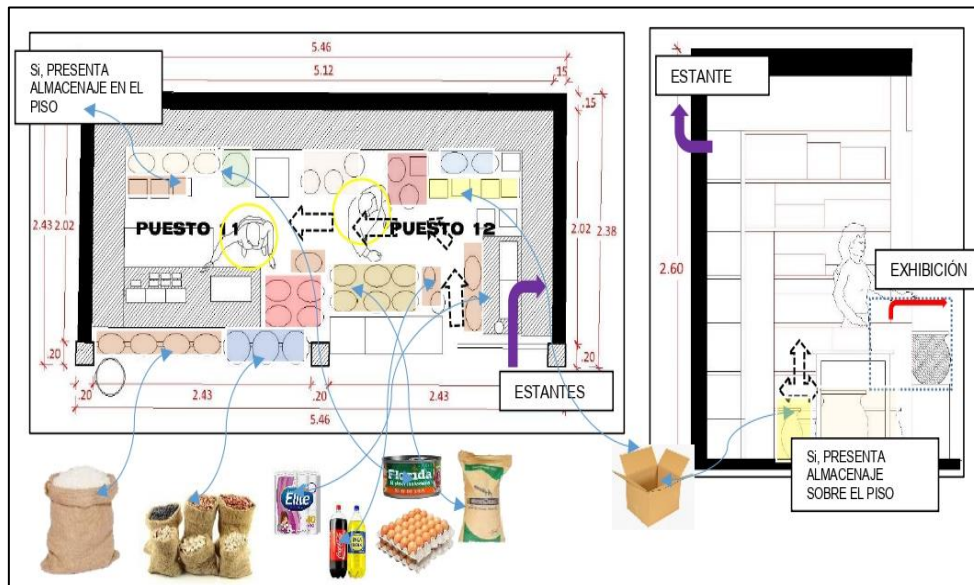 5.46
5.12
.15
Si, PRESENTA
ALMACENAJE EN EL
PISO
.15
2.43
2.02
PUESTO 11
PUESTO 12
2.02
2.38
.20
.20
.20
2.43
.20
2.43
5.46
ESTANTES
ESTANTE
2.60
EXHIBICIÓN
Si, PRESENTA
ALMACENAJE
SOBRE EL PISO
Elite
Florida